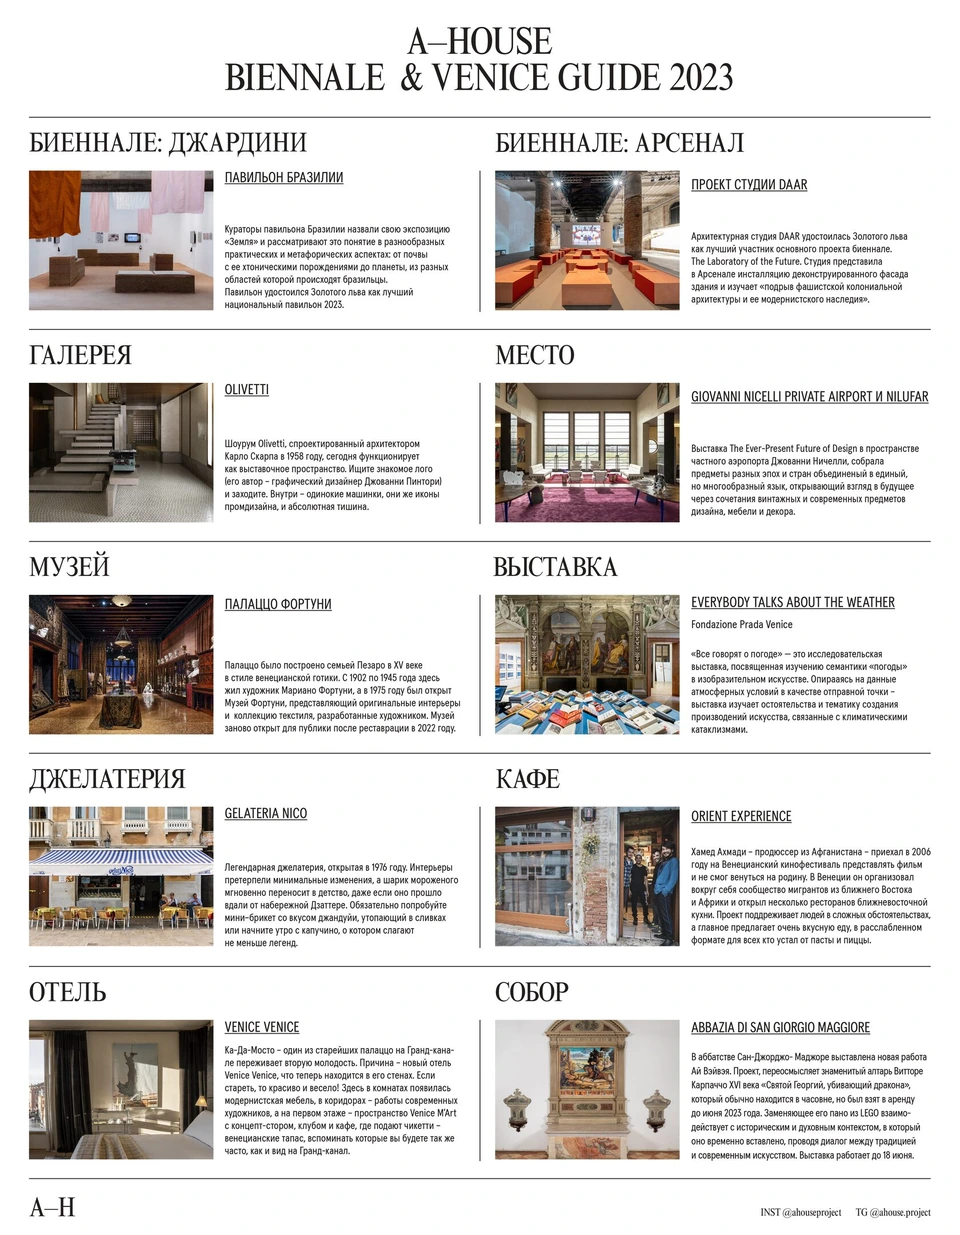 A–HOUSE
BIENNALE & VENICE GUIDE 2023
БИЕННАЛЕ: ДЖАРДИНИ
ПАВИЛЬОН БРАЗИЛИИ
Кураторы павильона Бразилии назвали свою экспозицию
«Земля» и рассматривают это понятие в разнообразных
практических и метафорических аспектах: от почвы
с ее хтоническими порождениями до планеты, из разных
областей которой происходят бразильцы.
Павильон удостоился Золотого льва как лучший
национальный павильон 2023.
БИЕННАЛЕ: АРСЕНАЛ
ПРОЕКТ СТУДИИ DAAR
Архитектурная студия DAAR удостоилась Золотого льва
как лучший участник основного проекта биеннале.
The Laboratory of the Future. Студия представила
в Арсенале инсталляцию деконструированного фасада
здания и изучает «подрыв фашистской колониальной
архитектуры и ее модернистского наследия».
ГАЛЕРЕЯ
OLIVETTI
Шоурум Olivetti, спроектированный архитектором
Карло Скарпа в 1958 году, сегодня функционирует
как выставочное пространство. Ищите знакомое лого
(его автор – графический дизайнер Джованни Пинтори)
и заходите. Внутри – одинокие машинки, они же иконы
промдизайна, и абсолютная тишина.
МЕСТО
GIOVANNI NICELLI PRIVATE AIRPORT И NILUFAR
Выставка The Ever-Present Future of Design в пространстве
частного аэропорта Джованни Ничелли, собрала
предметы разных эпох и стран объединеный в единый,
но многообразный язык, открывающий взгляд в будущее
через сочетания винтажных и современных предметов
дизайна, мебели и декора.
МУЗЕЙ
ПАЛАЦЦО ФОРТУНИ
Палаццо было построено семьей Пезаро в XV веке
в стиле венецианской готики. С 1902 по 1945 года здесь
жил художник Мариано Фортуни, а в 1975 году был открыт
Музей Фортуни, представляющий оригинальные интерьеры
и коллекцию текстиля, разработанные художником. Музей
заново открыт для публики после реставрации в 2022 году.
ВЫСТАВКА
EVERYBODY TALKS ABOUT THE WEATHER
Fondazione Prada Venice
«Все говорят о погоде» — это исследовательская
выставка, посвященная изучению семантики «погоды»
в изобразительном искусстве. Опираясь на данные
атмосферных условий в качестве отправной точки –
выставка изучает остоятельства и тематику создания
производений искусства, связанные с климатическими
катаклизмами.
ДЖЕЛАТЕРИЯ
GELATERIA NICO
Легендарная джелатерия, открытая в 1976 году. Интерьеры
претерпели минимальные изменения, а шарик мороженого
мгновенно переносит в детство, даже если оно прошло
вдали от набережной Дзаттере. Обязательно попробуйте
мини-брикет со вкусом джандуйи, утопающий в сливках
или начните утро с капучино, о котором слагают
не меньше легенд.
КАФЕ
ORIENT EXPERIENCE
Хамед Ахмади – продюссер из Афганистана – приехал в 2006
году на Венецианский кинофестиваль представлять фильм
и не смог венуться на родину. В Венеции он организовал
вокруг себя сообщество мигрантов из ближнего Востока
и Африки и открыл несколько ресторанов ближневосточной
кухни. Проект поддреживает людей в сложных обстоятельствах,
а главное предлагает очень вкусную еду, в расслабленном
формате для всех кто устал от пасты и пиццы.
ОТЕЛЬ
VENICE VENICE
Ка-Да-Мосто – один из старейших палаццо на Гранд-кана-
ле переживает вторую молодость. Причина – новый отель
Venice Venice, что теперь находится в его стенах. Если
стареть, то красиво и весело! Здесь в комнатах появилась
модернистская мебель, в коридорах – работы современных
художников, а на первом этаже – пространство Venice M'Art
с концепт-стором, клубом и кафе, где подают чикетти –
венецианские тапас, вспоминать которые вы будете так же
часто, как и вид на Гранд-канал.
СОБОР
ABBAZIA DI SAN GIORGIO MAGGIORE
В аббатстве Сан-Джорджо- Маджоре выставлена новая работа
Ай Вэйвэя. Проект, переосмысляет знаменитый алтарь Витторе
Карпаччо XVI века «Святой Георгий, убивающий дракона»,
который обычно находится в часовне, но был взят в аренду
до июня 2023 года. Заменяющее его пано из LEGO взаимо-
действует с историческим и духовным контекстом, в который
оно временно вставлено, проводя диалог между традицией
и современным искусством. Выставка работает до 18 июня.
A–H
INST @ahouseproject TG @ahouse.project